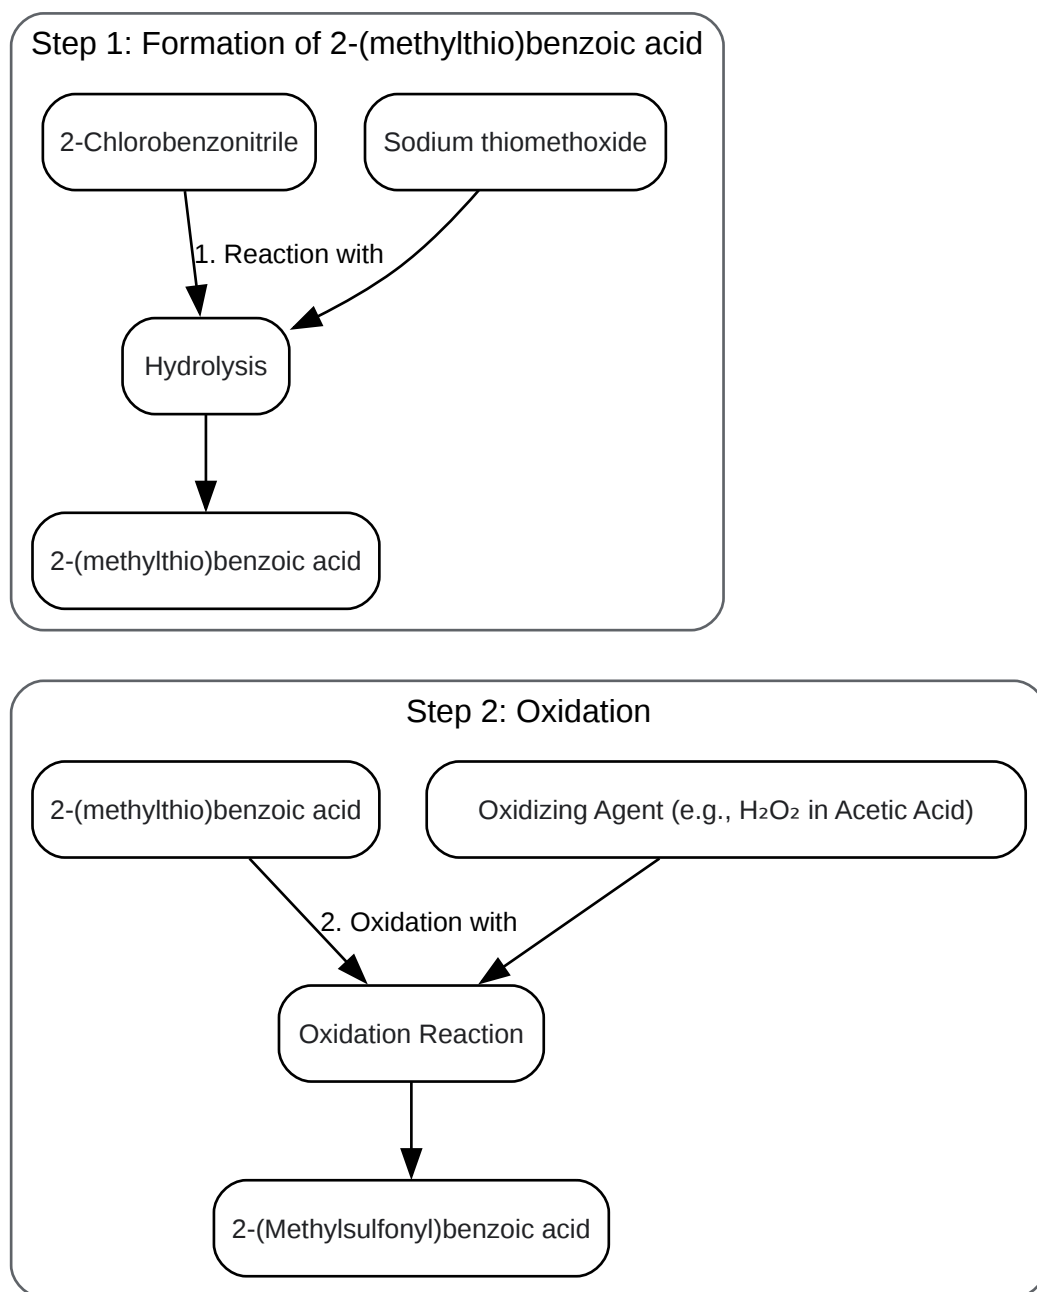 Step 1: Formation of 2-(methylthio)benzoic acid
2-Chlorobenzonitrile
Sodium thiomethoxide
1. Reaction with
Hydrolysis
2-(methylthio)benzoic acid
Step 2: Oxidation
2-(methylthio)benzoic acid
Oxidizing Agent (e.g., H₂O₂ in Acetic Acid)
2. Oxidation with
Oxidation Reaction
2-(Methylsulfonyl)benzoic acid